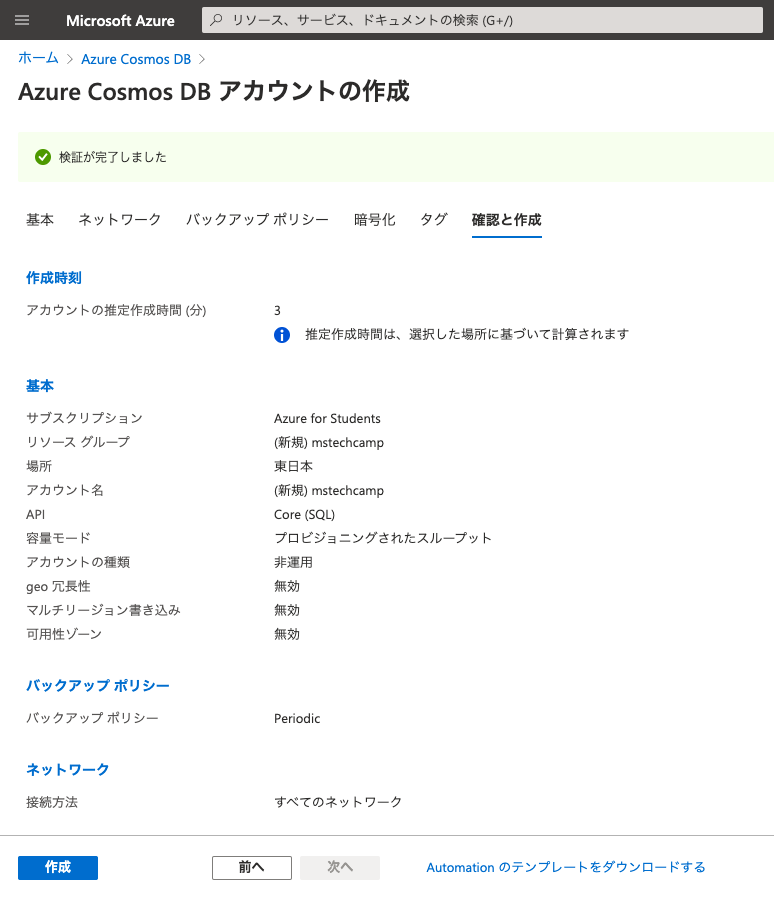 Microsoft Azure
リソース、サービス、ドキュメントの検索 (G+/)
ホーム > Azure Cosmos DB >
Azure Cosmos DB アカウントの作成
検証が完了しました
基本 ネットワーク バックアップ ポリシー 暗号化 タグ 確認と作成
作成時刻
アカウントの推定作成時間 (分) 3
推定作成時間は、選択した場所に基づいて計算されます
基本
サブスクリプション Azure for Students
リソース グループ (新規) mstechcamp
場所 東日本
アカウント名 (新規) mstechcamp
API Core (SQL)
容量モード プロビジョニングされたスループット
アカウントの種類 非運用
geo 冗長性 無効
マルチリージョン書き込み 無効
可用性ゾーン 無効
バックアップ ポリシー
バックアップ ポリシー Periodic
ネットワーク
接続方法 すべてのネットワーク
作成 前へ 次へ Automation のテンプレートをダウンロードする